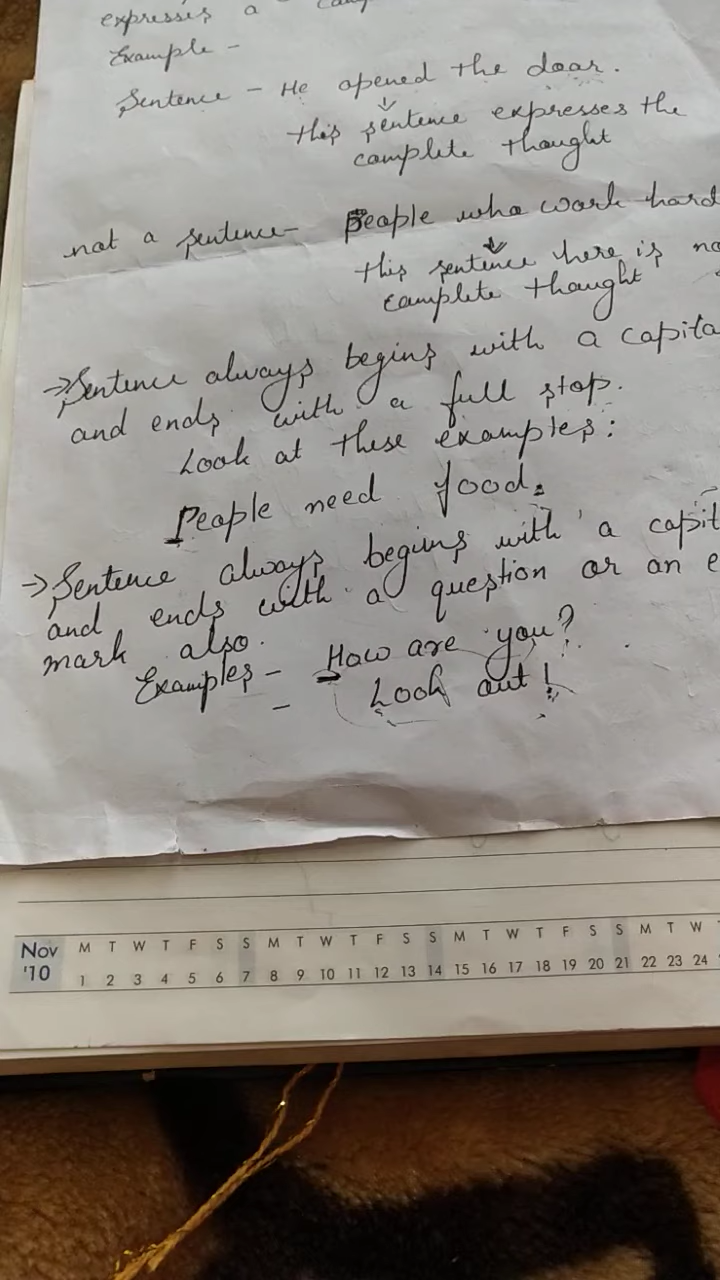 expresses a
Example -
Sentence - He opened the door.
this sentence expresses the
complete thought
not a sentence - People who work hard
this sentence here is no
complete thought
→ Sentence always begins with a capita
and ends with a full stop.
Look at these examples:
People need food.
→ Sentence always begins with a capit
and ends with a question or an e
mark also.
Examples - How are you?
- Look out!
Nov M T W T F S S M T W T F S S M T W T F S S M T W
'10 1 2 3 4 5 6 7 8 9 10 11 12 13 14 15 16 17 18 19 20 21 22 23 24